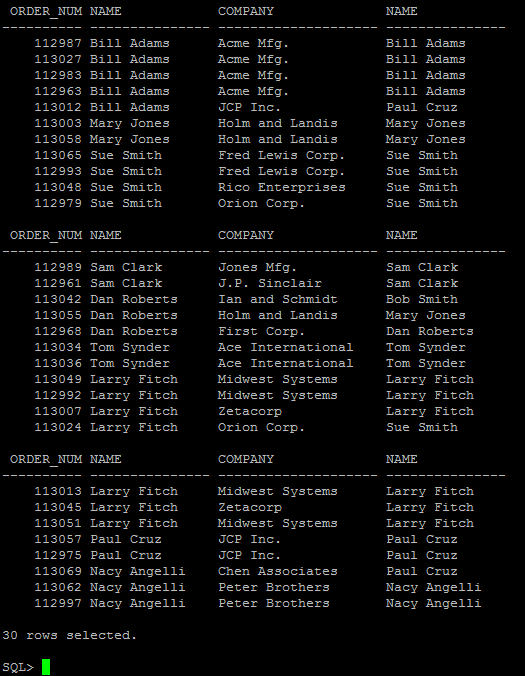 ORDER_NUM NAME            COMPANY              NAME
---------- --------------- -------------------- ---------------
    112987 Bill Adams      Acme Mfg.            Bill Adams
    113027 Bill Adams      Acme Mfg.            Bill Adams
    112983 Bill Adams      Acme Mfg.            Bill Adams
    112963 Bill Adams      Acme Mfg.            Bill Adams
    113012 Bill Adams      JCP Inc.             Paul Cruz
    113003 Mary Jones      Holm and Landis      Mary Jones
    113058 Mary Jones      Holm and Landis      Mary Jones
    113065 Sue Smith       Fred Lewis Corp.     Sue Smith
    112993 Sue Smith       Fred Lewis Corp.     Sue Smith
    113048 Sue Smith       Rico Enterprises     Sue Smith
    112979 Sue Smith       Orion Corp.          Sue Smith

 ORDER_NUM NAME            COMPANY              NAME
---------- --------------- -------------------- ---------------
    112989 Sam Clark       Jones Mfg.           Sam Clark
    112961 Sam Clark       J.P. Sinclair        Sam Clark
    113042 Dan Roberts     Ian and Schmidt      Bob Smith
    113055 Dan Roberts     Holm and Landis      Mary Jones
    112968 Dan Roberts     First Corp.          Dan Roberts
    113034 Tom Synder      Ace International    Tom Synder
    113036 Tom Synder      Ace International    Tom Synder
    113049 Larry Fitch     Midwest Systems      Larry Fitch
    112992 Larry Fitch     Midwest Systems      Larry Fitch
    113007 Larry Fitch     Zetacorp             Larry Fitch
    113024 Larry Fitch     Orion Corp.          Sue Smith

 ORDER_NUM NAME            COMPANY              NAME
---------- --------------- -------------------- ---------------
    113013 Larry Fitch     Midwest Systems      Larry Fitch
    113045 Larry Fitch     Zetacorp             Larry Fitch
    113051 Larry Fitch     Midwest Systems      Larry Fitch
    113057 Paul Cruz       JCP Inc.             Paul Cruz
    112975 Paul Cruz       JCP Inc.             Paul Cruz
    113069 Nacy Angelli    Chen Associates      Paul Cruz
    113062 Nacy Angelli    Peter Brothers       Nacy Angelli
    112997 Nacy Angelli    Peter Brothers       Nacy Angelli

30 rows selected.

SQL>